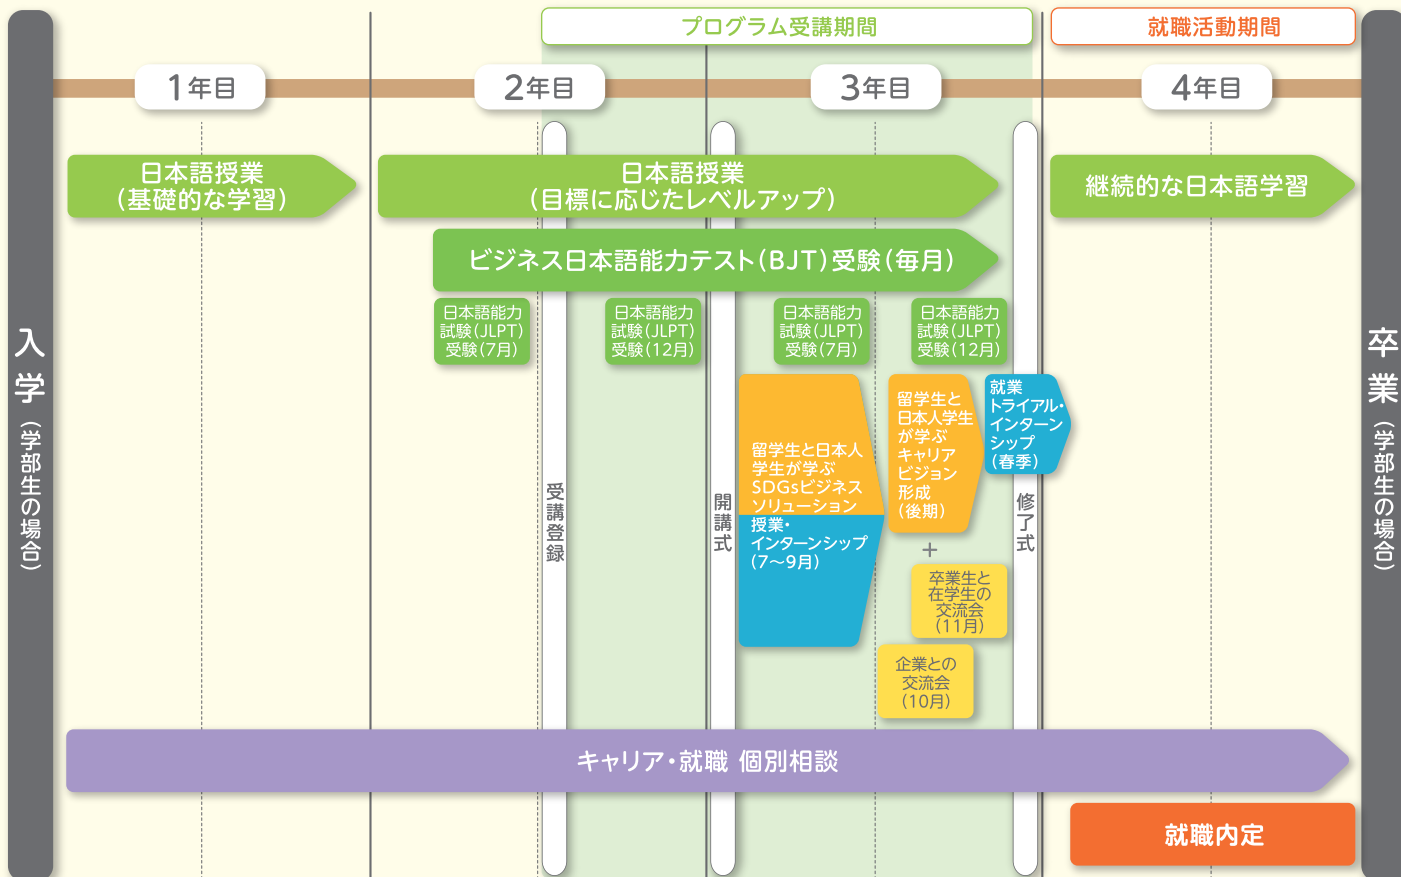 プログラム受講期間
就職活動期間
1年目
2年目
3年目
4年目
日本語授業
(基礎的な学習)
日本語授業
(目標に応じたレベルアップ)
継続的な日本語学習
ビジネス日本語能力テスト(BJT)受験(毎月)
日本語能力
試験(JLPT)
受験(7月)
日本語能力
試験(JLPT)
受験(12月)
日本語能力
試験(JLPT)
受験(7月)
日本語能力
試験(JLPT)
受験(12月)
入学(学部生の場合)
受講登録
開講式
留学生と日本人
学生が学ぶ
SDGsビジネス
ソリューション
授業・
インターンシップ
(7〜9月)
留学生と
日本人学生
が学ぶ
キャリア
ビジョン
形成
(後期)
+
卒業生と
在学生の
交流会
(11月)
企業との
交流会
(10月)
就業
トライアル・
インターン
シップ
(春季)
修了式
卒業(学部生の場合)
キャリア・就職 個別相談
就職内定